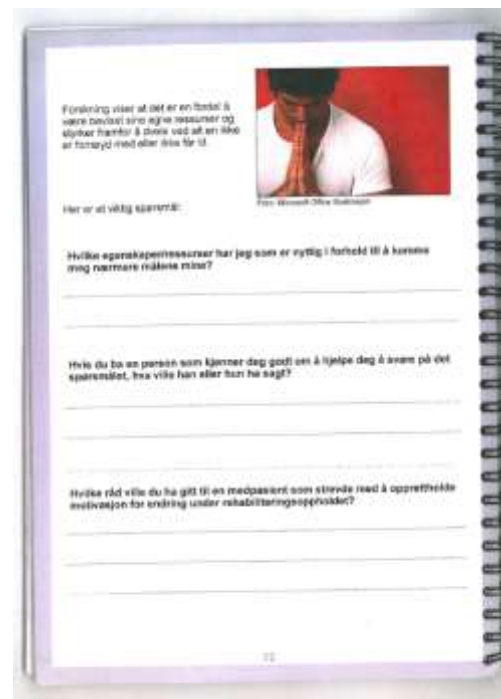 Forskning viser at det er en fordel å
være bevisst sine egne ressurser og
styrker framfor å dvele ved alt en ikke
er fornøyd med eller ikke får til.
Her er et viktig spørsmål:
Foto: Microsoft Office
Hvilke egenskaper/ressurser har jeg som er nyttig i forhold til å komme
meg nærmere målene mine?
Hvis du ba en person som kjenner deg godt om å hjelpe deg å svare på det
spørsmålet, hva ville han eller hun ha sagt?
Hvilke råd ville du ha gitt til en medpasient som strevde med å opprettholde
motivasjon for endring under rehabiliteringsoppholdet?